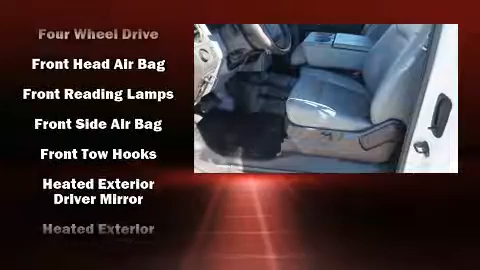 Four Wheel Drive
Front Head Air Bag
Front Reading Lamps
Front Side Air Bag
Front Tow Hooks
Heated Exterior
Driver Mirror
Heated Exterior